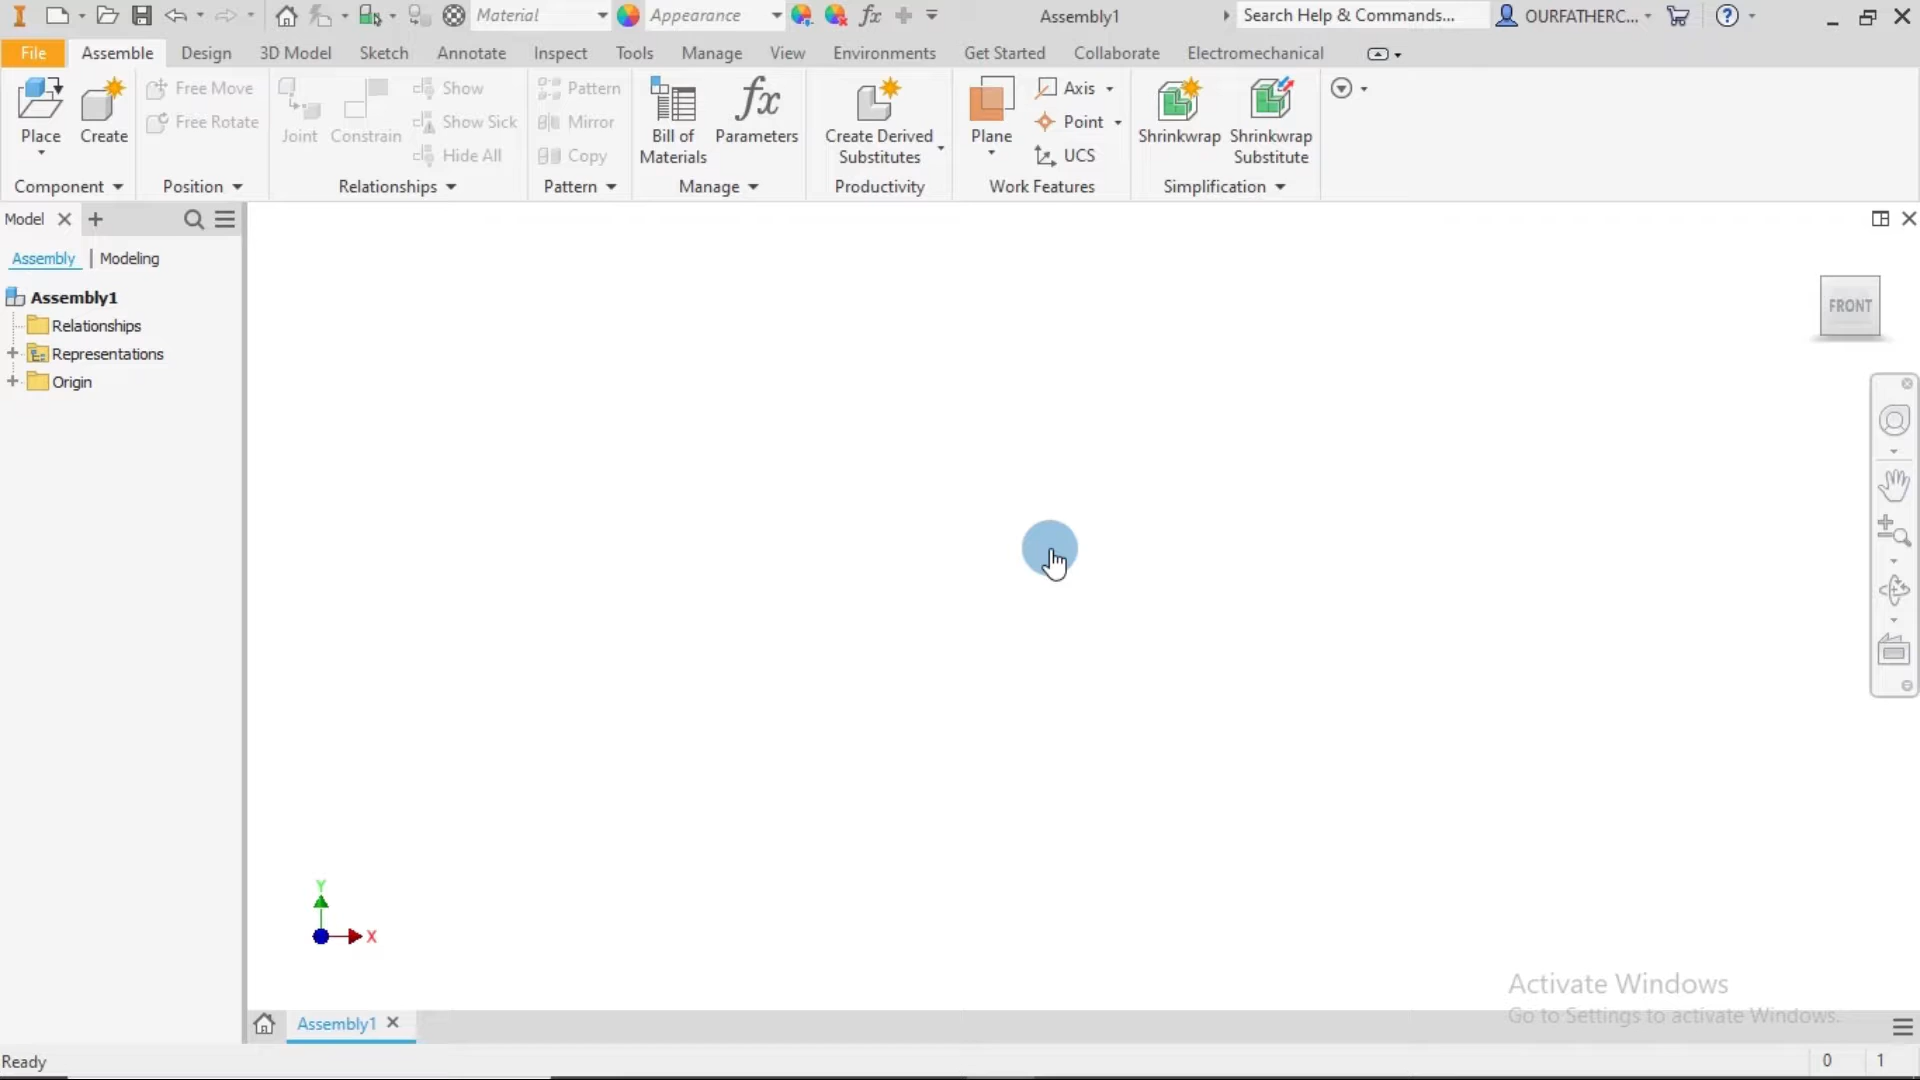 Material
Appearance
Assembly1
Search Help & Commands...
OURFATHERC...
File
Assemble
Design
3D Model
Sketch
Annotate
Inspect
Tools
Manage
View
Environments
Get Started
Collaborate
Electromechanical
Place
Create
Free Move
Free Rotate
Joint
Constrain
Show
Show Sick
Hide All
Pattern
Mirror
Copy
Bill of
Materials
Parameters
Create Derived
Substitutes
Plane
Axis
Point
UCS
Shrinkwrap
Shrinkwrap
Substitute
Component
Position
Relationships
Pattern
Manage
Productivity
Work Features
Simplification
Model
Assembly
Modeling
Assembly1
Relationships
Representations
Origin
FRONT
Y
X
Activate Windows
Go to Settings to activate Windows.
Assembly1
Ready
0
1